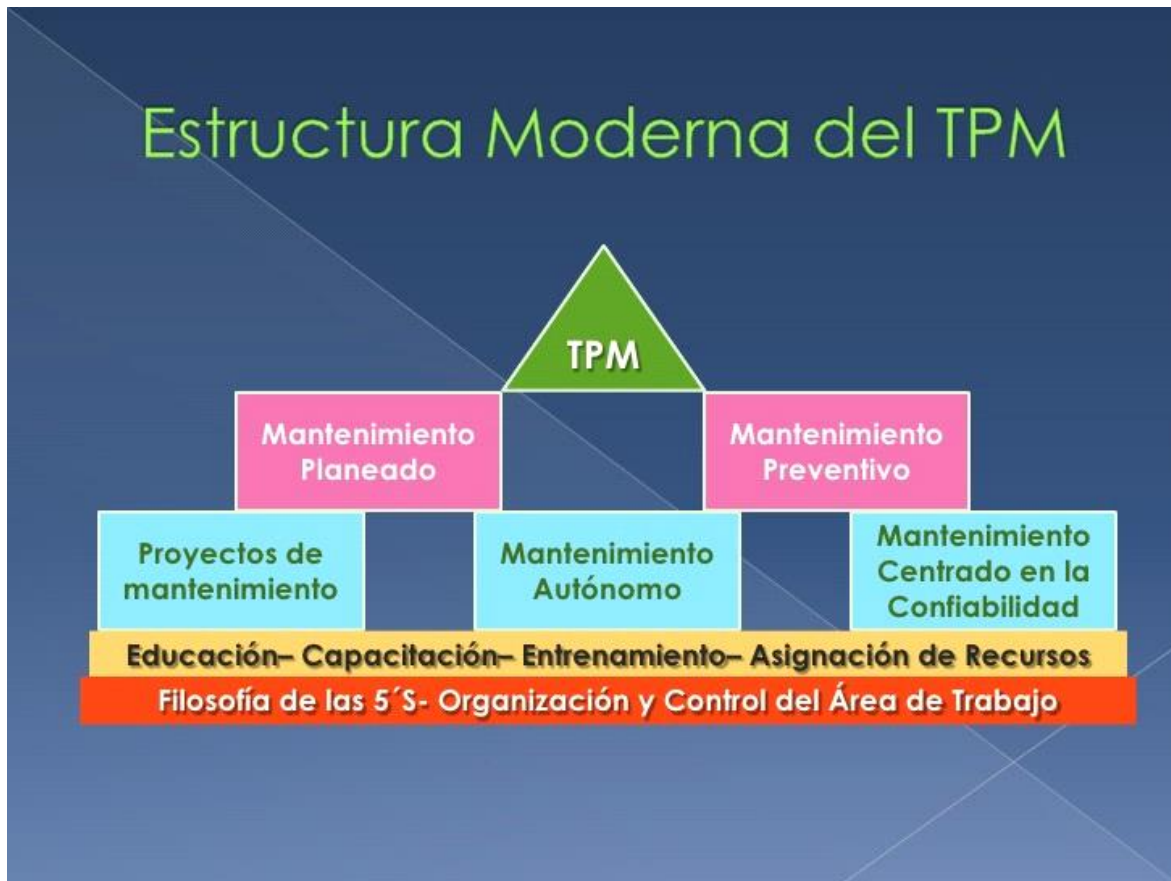 Estructura Moderna del TPM
TPM
Mantenimiento
Planeado
Mantenimiento
Preventivo
Proyectos de
mantenimiento
Mantenimiento
Autónomo
Mantenimiento
Centrado en la
Confiabilidad
Educación– Capacitación– Entrenamiento– Asignación de Recursos
Filosofía de las 5´S- Organización y Control del Área de Trabajo